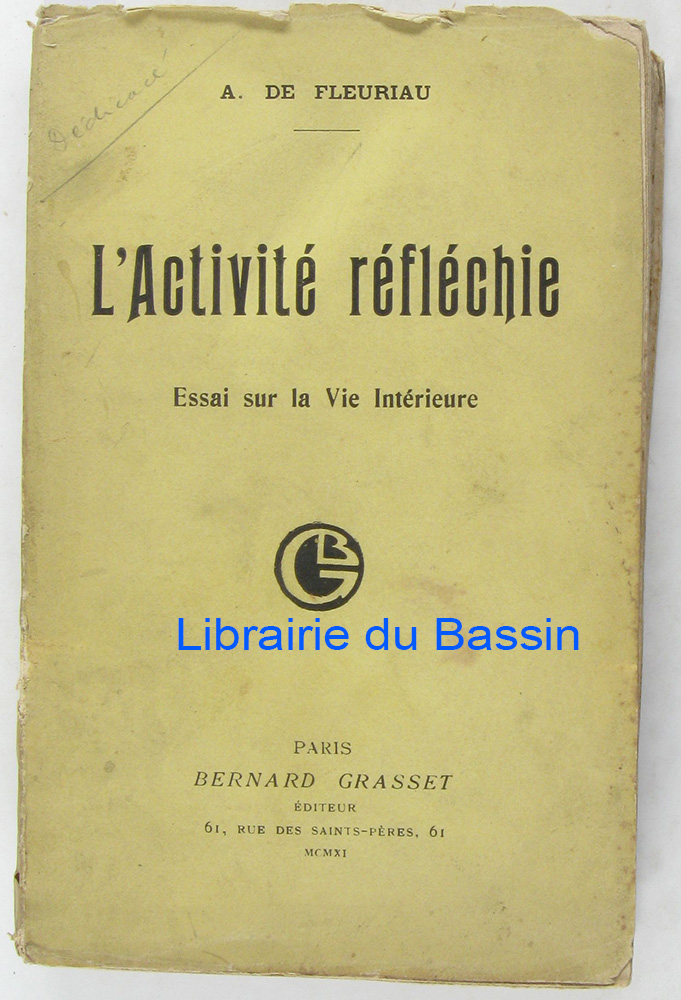 Dédicacé
A. DE FLEURIAU
L'Activité réfléchie
Essai sur la Vie Intérieure
BG
Librairie du Bassin
PARIS
BERNARD GRASSET
ÉDITEUR
61, RUE DES SAINTS-PÈRES, 61
MCMXI